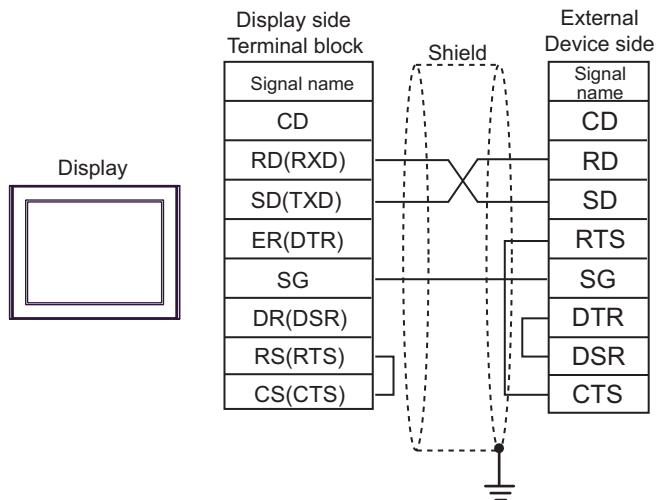 Display side
Terminal block
Signal name
CD
RD(RXD)
SD(TXD)
ER(DTR)
SG
DR(DSR)
RS(RTS)
CS(CTS)
Display
Shield
External
Device side
Signal
name
CD
RD
SD
RTS
SG
DTR
DSR
CTS